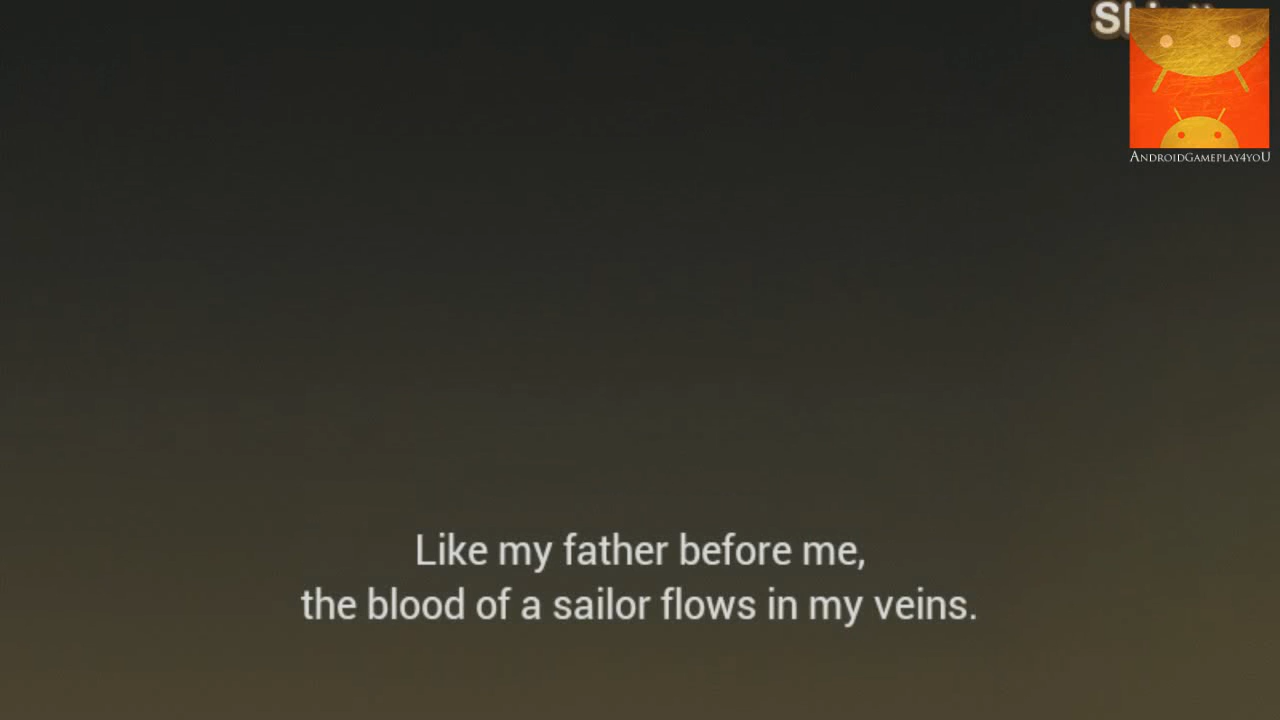 ANDROIDGAMEPLAY4YOU
Like my father before me,
the blood of a sailor flows in my veins.